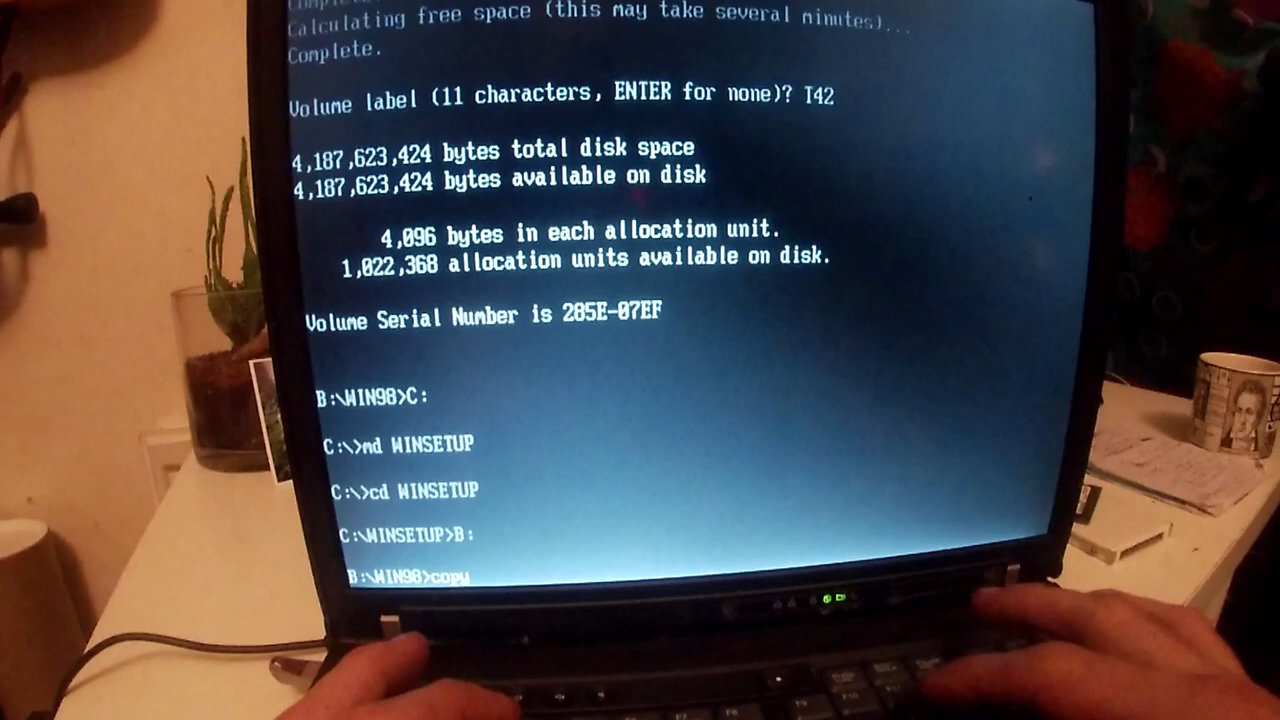 Complete.
Calculating free space (this may take several minutes)...
Complete.
Volume label (11 characters, ENTER for none)? T42
4,187,623,424 bytes total disk space
4,187,623,424 bytes available on disk
4,096 bytes in each allocation unit.
1,022,368 allocation units available on disk.
Volume Serial Number is 285E-07EF
B:\WIN98>C:
C:\>md WINSETUP
C:\>cd WINSETUP
C:\WINSETUP>B:
B:\WIN98>copy